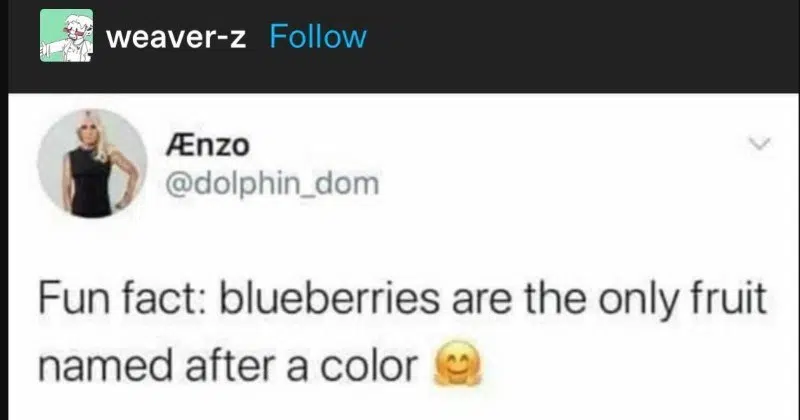 weaver-z Follow
Ænzo
@dolphin_dom
Fun fact: blueberries are the only fruit
named after a color 🤗